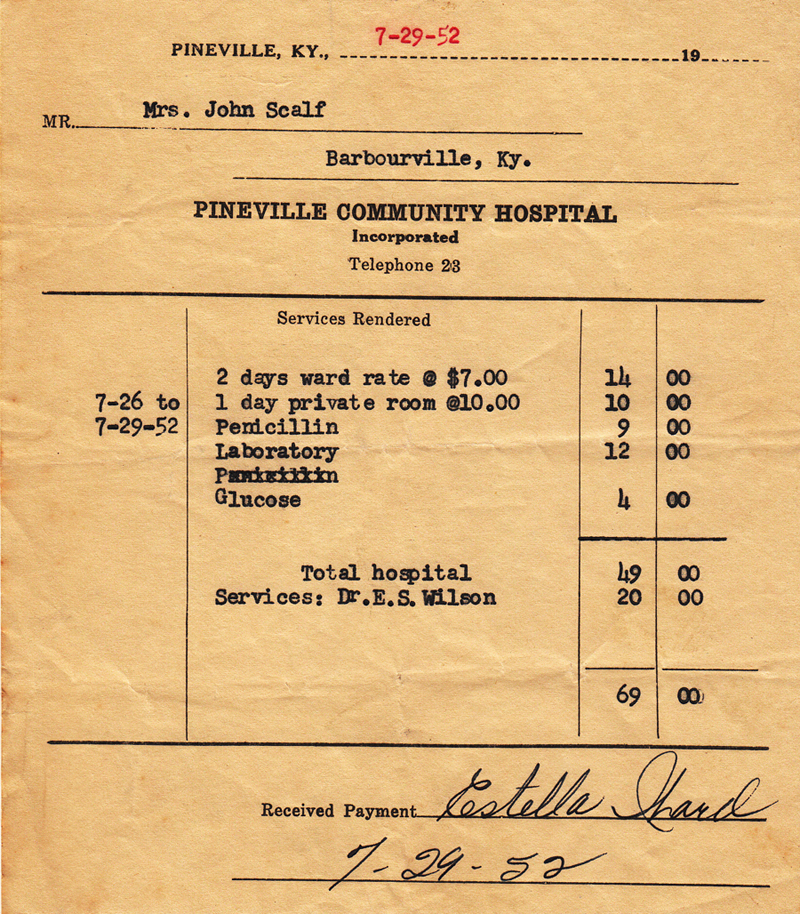 7-29-52
PINEVILLE, KY., 19
MR. Mrs. John Scalf
Barbourville, Ky.
PINEVILLE COMMUNITY HOSPITAL
Incorporated
Telephone 23
Services Rendered
2 days ward rate @ $7.00 14 00
7-26 to 1 day private room @10.00 10 00
7-29-52 Penicillin 9 00
Laboratory 12 00
Glucose 4 00
Total hospital 49 00
Services: Dr.E.S.Wilson 20 00
69 00
Received Payment Estella Ward
7-29-52